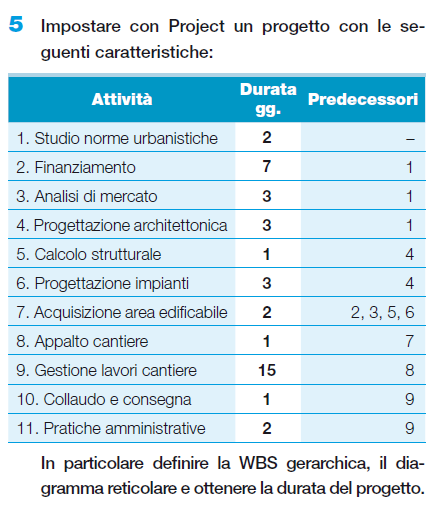 5 Impostare con Project un progetto con le se-
guenti caratteristiche:
Attività Durata gg. Predecessori
1. Studio norme urbanistiche 2 –
2. Finanziamento 7 1
3. Analisi di mercato 3 1
4. Progettazione architettonica 3 1
5. Calcolo strutturale 1 4
6. Progettazione impianti 3 4
7. Acquisizione area edificabile 2 2, 3, 5, 6
8. Appalto cantiere 1 7
9. Gestione lavori cantiere 15 8
10. Collaudo e consegna 1 9
11. Pratiche amministrative 2 9
In particolare definire la WBS gerarchica, il dia-
gramma reticolare e ottenere la durata del progetto.